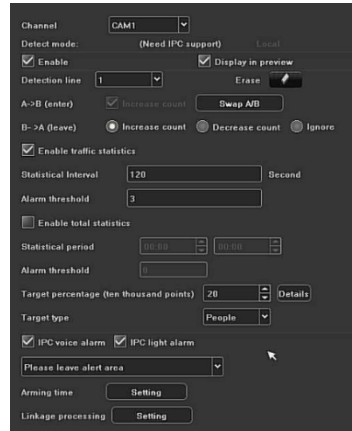 Channel CAM1
Detect mode: (Need IPC support) Local
Enable Display in preview
Detection line 1 Erase
A->B (enter) Increase count Swap A/B
B- >A (leave) Increase count Decrease count Ignore
Enable traffic statistics
Statistical Interval 120 Second
Alarm threshold 3
Enable total statistics
Statistical period 00:00 00:00
Alarm threshold 0
Target percentage (ten thousand points) 20 Details
Target type People
IPC voice alarm IPC light alarm
Please leave alert area
Arming time Setting
Linkage processing Setting